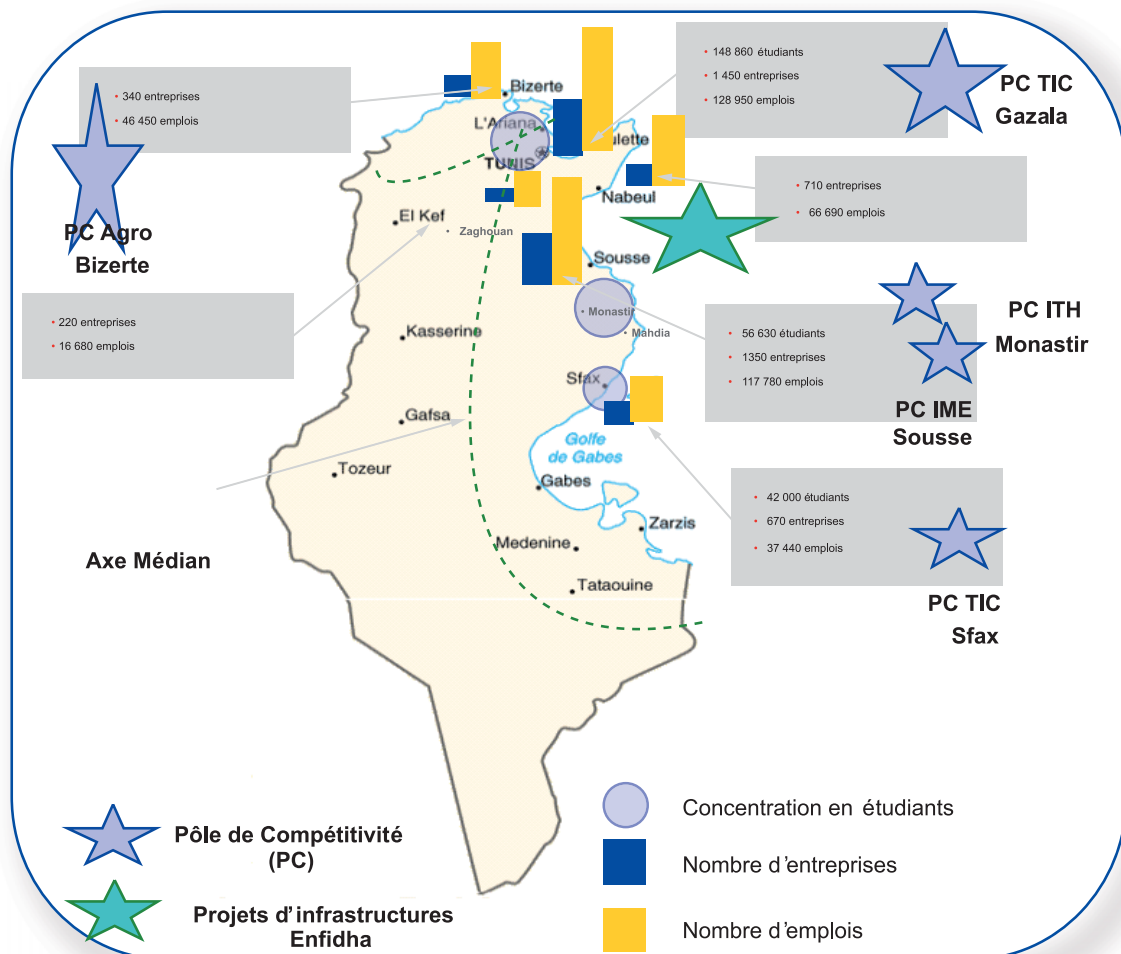 • 148 860 étudiants
• 1 450 entreprises
• 128 950 emplois
PC TIC
Gazala
• 340 entreprises
• 46 450 emplois
Bizerte
L'Ariana
TUNIS
ulette
Nabeul
• 710 entreprises
• 66 690 emplois
PC Agro
Bizerte
El Kef
Zaghouan
Sousse
• 220 entreprises
• 16 680 emplois
Monastir
Mahdia
Kasserine
• 56 630 étudiants
• 1350 entreprises
• 117 780 emplois
PC ITH
Monastir
PC IME
Sousse
Sfax
Gafsa
Golfe
de Gabes
Tozeur
Gabes
• 42 000 étudiants
• 670 entreprises
• 37 440 emplois
Zarzis
Medenine
Axe Médian
Tataouine
PC TIC
Sfax
Pôle de Compétitivité
(PC)
Projets d'infrastructures
Enfidha
Concentration en étudiants
Nombre d'entreprises
Nombre d'emplois